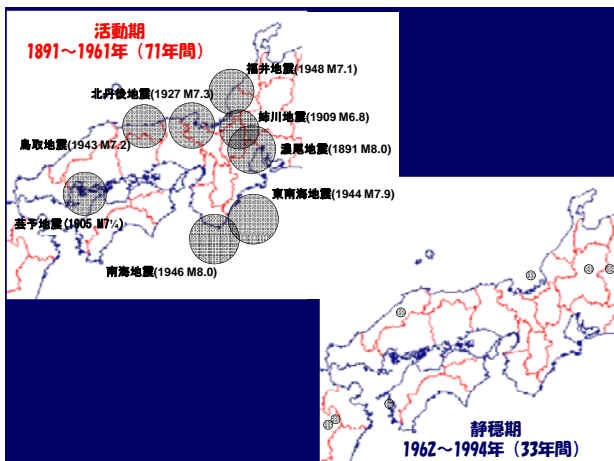 活動期
1891～1961年（71年間）
福井地震(1948 M7.1)
北丹後地震(1927 M7.3)
姉川地震(1909 M6.8)
鳥取地震(1943 M7.2)
濃尾地震(1891 M8.0)
東南海地震(1944 M7.9)
芸予地震(1905 M7¼)
南海地震(1946 M8.0)
静穏期
1962～1994年（33年間）